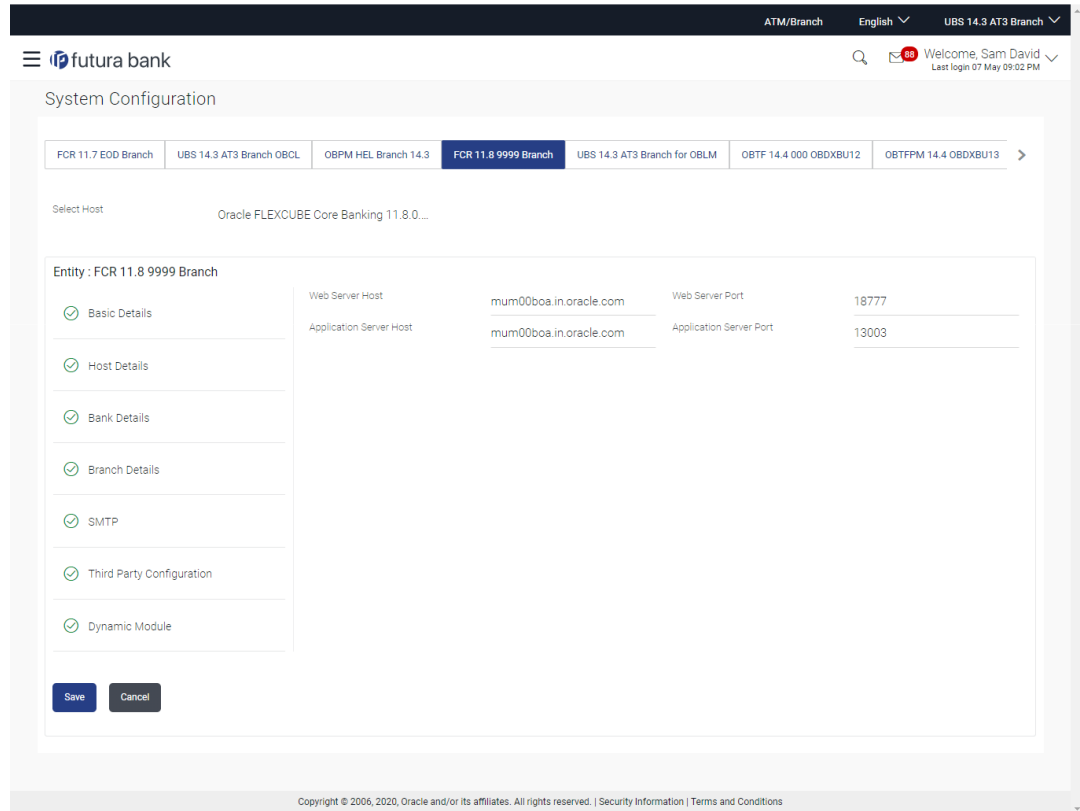 ATM/Branch English UBS 14.3 AT3 Branch
futura bank 88 Welcome, Sam David
Last login 07 May 09:02 PM
System Configuration
FCR 11.7 EOD Branch UBS 14.3 AT3 Branch OBCL OBPM HEL Branch 14.3 FCR 11.8 9999 Branch UBS 14.3 AT3 Branch for OBLM OBTF 14.4 000 OBDXBU12 OBTFPM 14.4 OBDXBU13
Select Host Oracle FLEXCUBE Core Banking 11.8.0....
Entity : FCR 11.8 9999 Branch
Web Server Host mum00boa.in.oracle.com Web Server Port 18777
Application Server Host mum00boa.in.oracle.com Application Server Port 13003
Basic Details
Host Details
Bank Details
Branch Details
SMTP
Third Party Configuration
Dynamic Module
Save Cancel
Copyright © 2006, 2020, Oracle and/or its affiliates. All rights reserved. | Security Information | Terms and Conditions